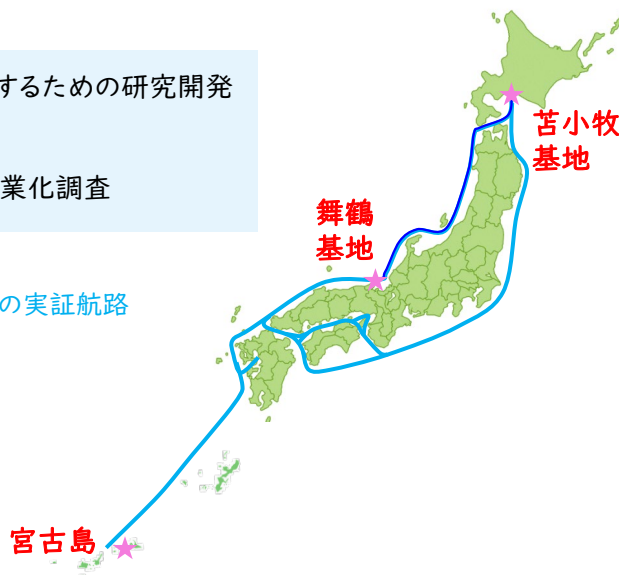 するための研究開発
業化調査
の実証航路
苫小牧
基地
舞鶴
基地
宮古島